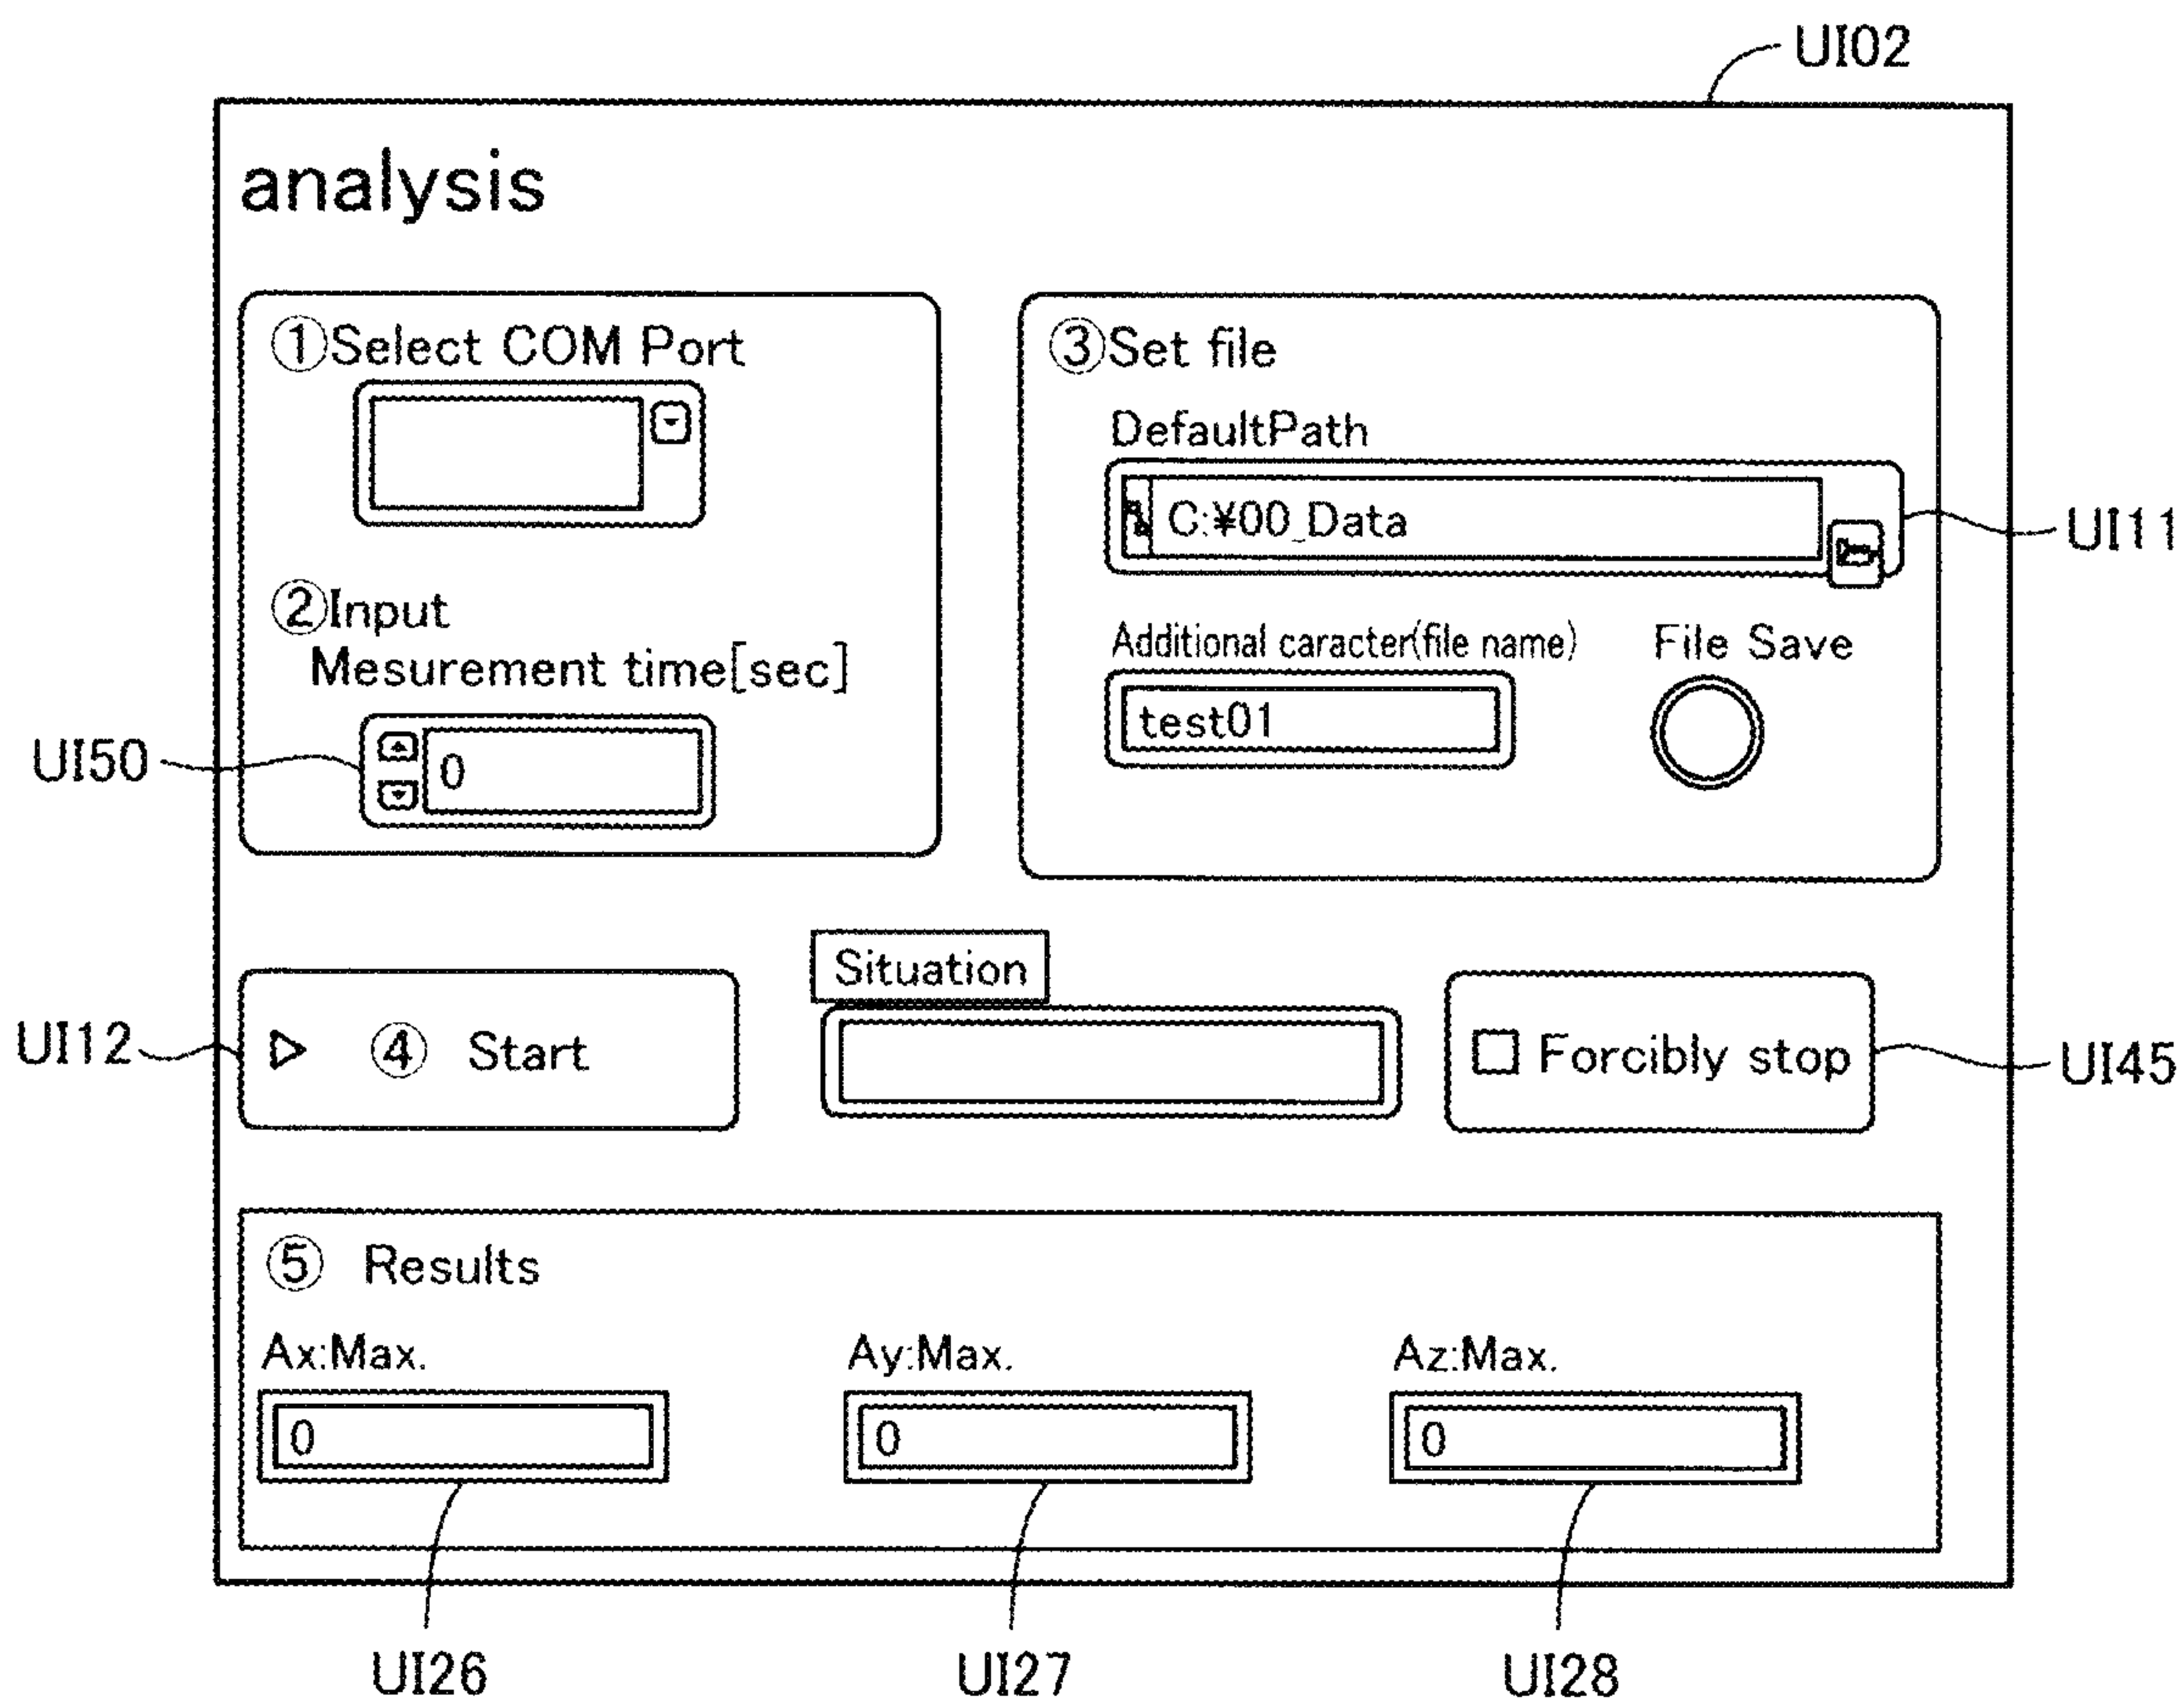 UI02
analysis
①Select COM Port
②Input
Mesurement time[sec]
UI50
0
③Set file
DefaultPath
C:¥00_Data
UI11
Additional caracter(file name)
File Save
test01
UI12
④ Start
Situation
Forcibly stop
UI45
⑤ Results
Ax:Max.
Ay:Max.
Az:Max.
0
0
0
UI26
UI27
UI28